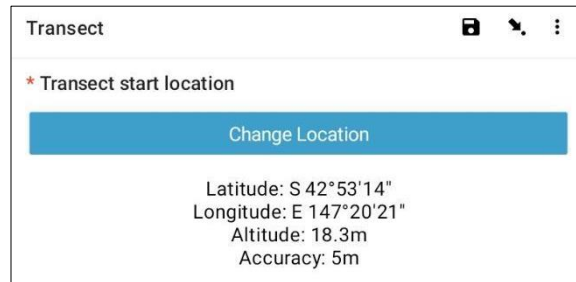 Transect
* Transect start location
Change Location
Latitude: S 42°53'14"
Longitude: E 147°20'21"
Altitude: 18.3m
Accuracy: 5m